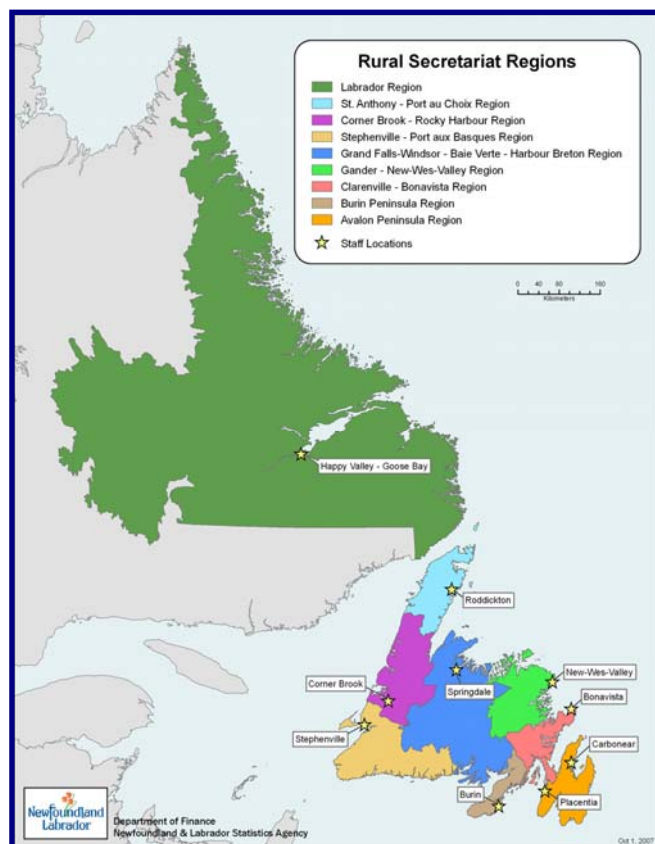 Rural Secretariat Regions
Labrador Region
St. Anthony - Port au Choix Region
Corner Brook - Rocky Harbour Region
Stephenville - Port aux Basques Region
Grand Falls-Windsor - Baie Verte - Harbour Breton Region
Gander - New-Wes-Valley Region
Clarenville - Bonavista Region
Burin Peninsula Region
Avalon Peninsula Region
Staff Locations
0 20 40 80 120 160
Kilometers
Happy Valley - Goose Bay
Roddickton
New-Wes-Valley
Corner Brook
Springdale
Bonavista
Stephenville
Carbonear
Burin
Placentia
Newfoundland
Labrador
Department of Finance
Newfoundland & Labrador Statistics Agency
Oct 1, 2007